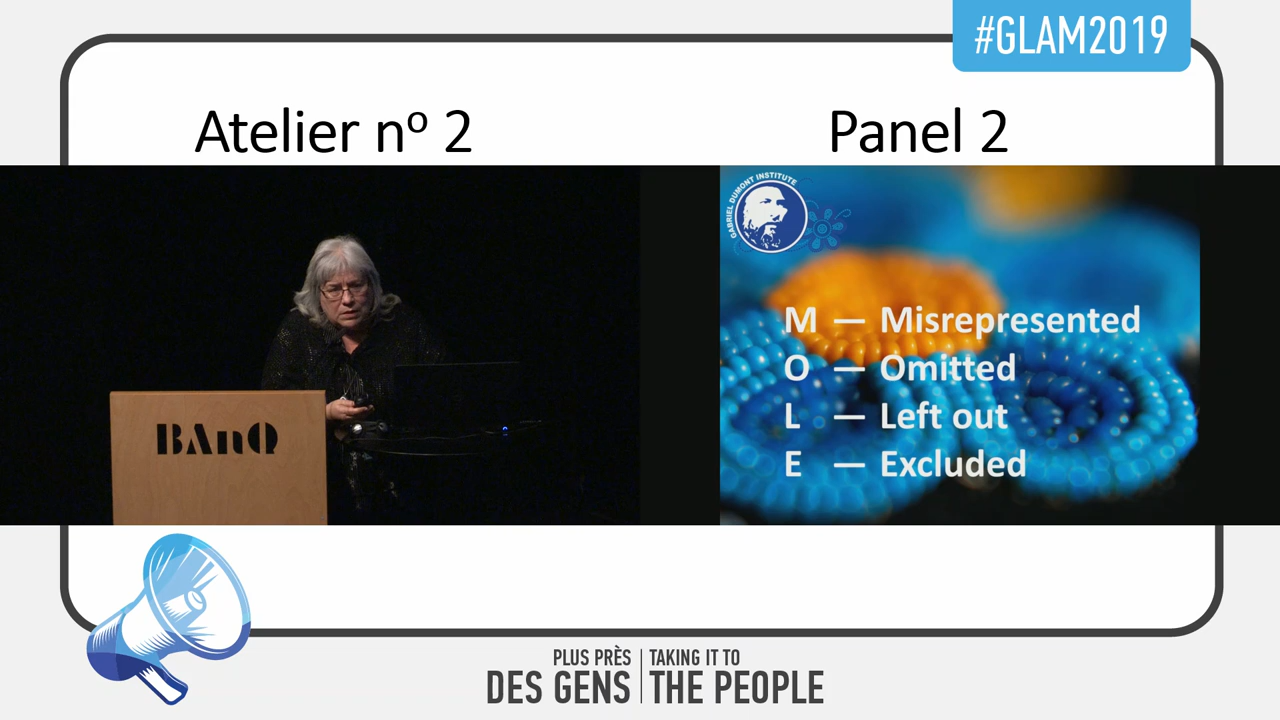 #GLAM2019
Atelier nº 2
Panel 2
GABRIEL DUMONT INSTITUTE
M — Misrepresented
O — Omitted
L — Left out
E — Excluded
BAnQ
PLUS PRÈS
DES GENS
TAKING IT TO
THE PEOPLE